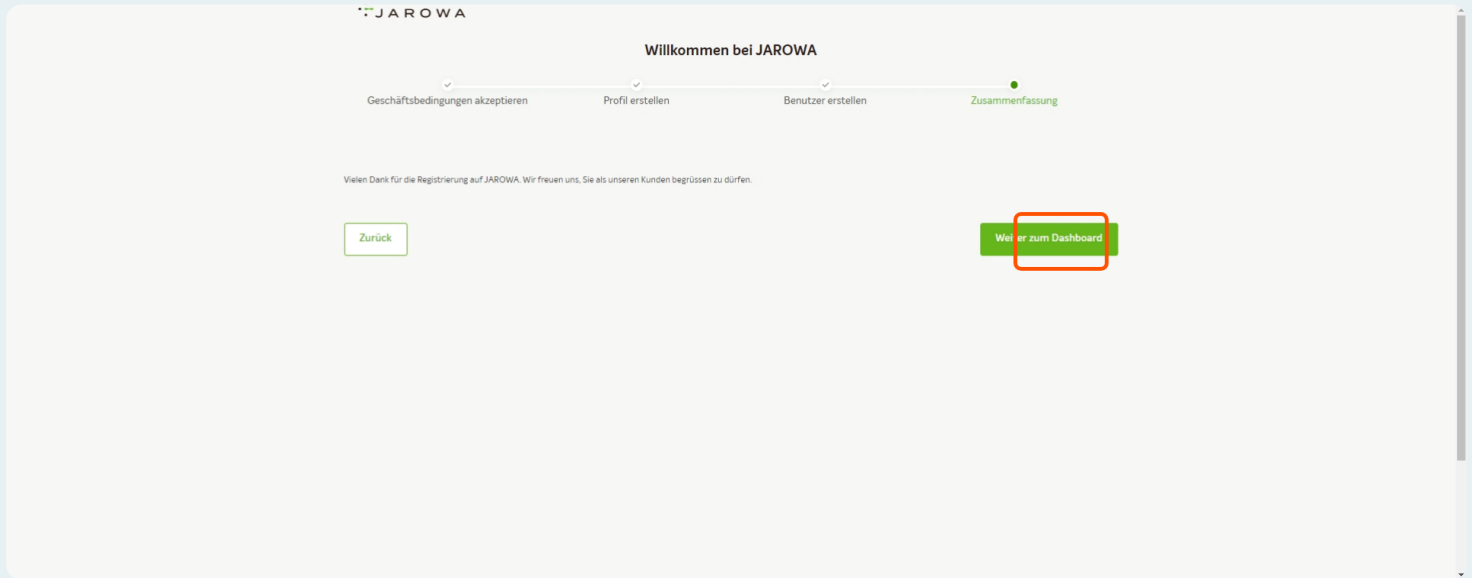 JAROWA
Willkommen bei JAROWA
Geschäftsbedingungen akzeptieren
Profil erstellen
Benutzer erstellen
Zusammenfassung
Vielen Dank für die Registrierung auf JAROWA. Wir freuen uns, Sie als unseren Kunden begrüssen zu dürfen.
Zurück
Weiter zum Dashboard